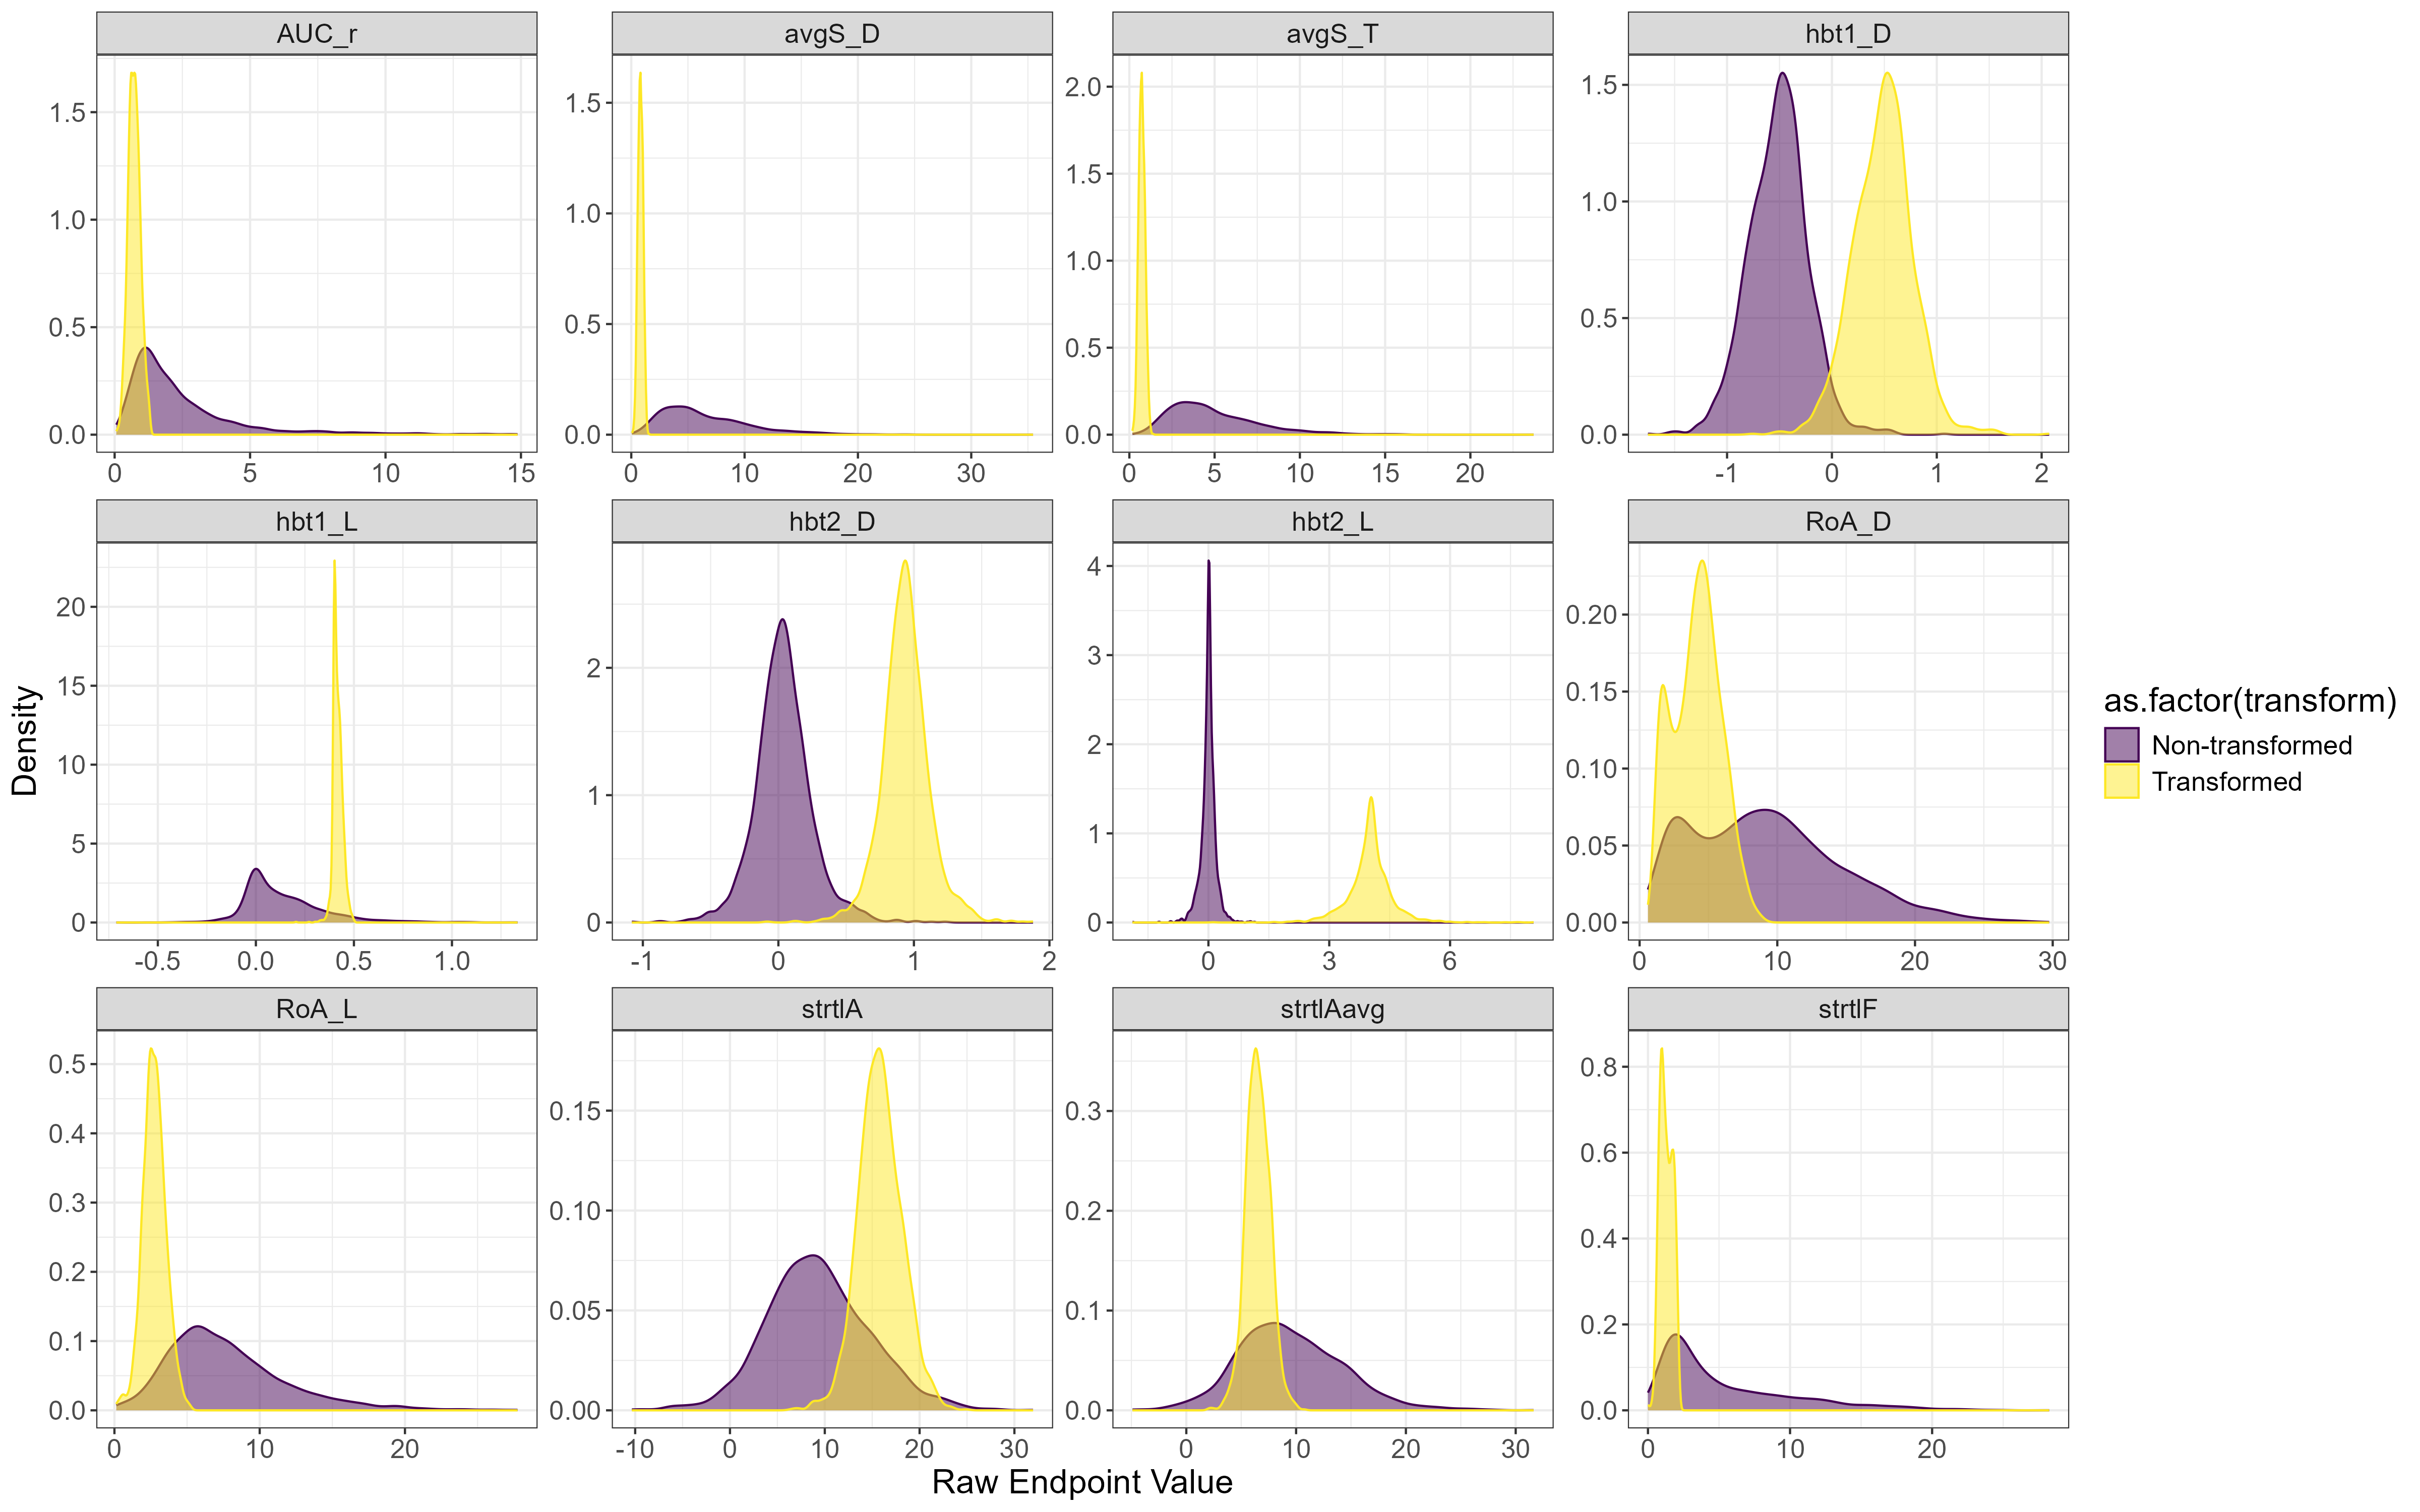 AUC_r avgS_D avgS_T hbt1_D
1.5 1.0 0.5 0.0
0 5 10 15
1.5 1.0 0.5 0.0
0 10 20 30
2.0 1.5 1.0 0.5 0.0
0 5 10 15 20
1.5 1.0 0.5 0.0
-1 0 1 2
hbt1_L hbt2_D hbt2_L RoA_D
20 15 10 5 0
-0.5 0.0 0.5 1.0
2 1 0
-1 0 1 2
4 3 2 1 0
0 3 6
0.20 0.15 0.10 0.05 0.00
0 10 20 30
RoA_L strtlA strtlAavg strtlF
0.5 0.4 0.3 0.2 0.1 0.0
0 10 20
0.15 0.10 0.05 0.00
-10 0 10 20 30
0.3 0.2 0.1 0.0
0 10 20 30
0.8 0.6 0.4 0.2 0.0
0 10 20
Density
Raw Endpoint Value
as.factor(transform)
Non-transformed
Transformed